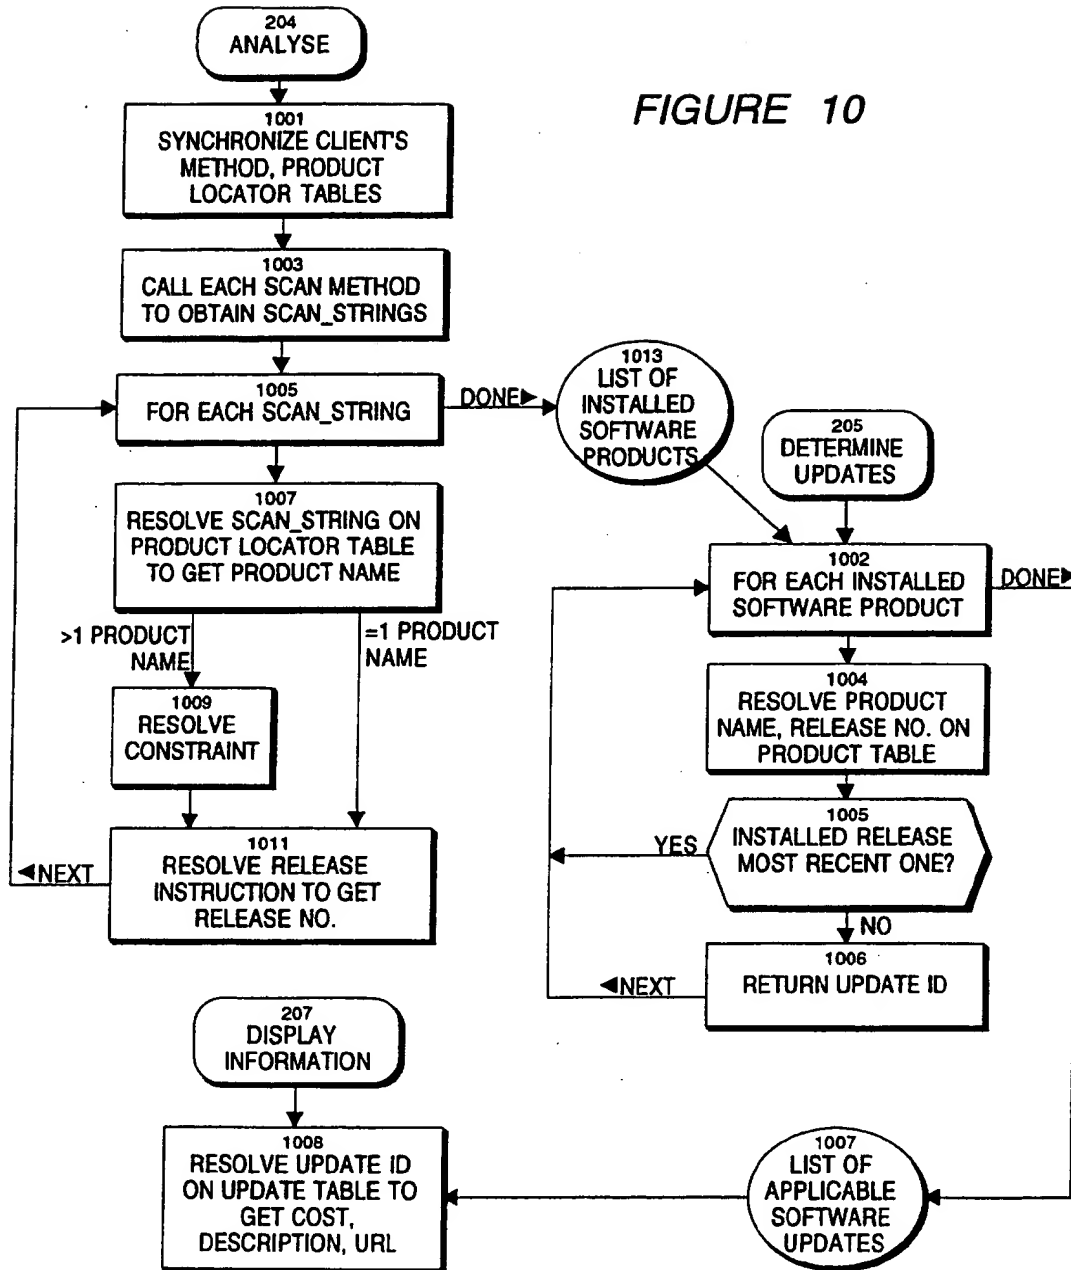 FIGURE 10
204
ANALYSE
1001
SYNCHRONIZE CLIENT'S
METHOD, PRODUCT
LOCATOR TABLES
1003
CALL EACH SCAN METHOD
TO OBTAIN SCAN_STRINGS
1005
FOR EACH SCAN_STRING
DONE
1007
RESOLVE SCAN_STRING ON
PRODUCT LOCATOR TABLE
TO GET PRODUCT NAME
>1 PRODUCT
NAME
=1 PRODUCT
NAME
1009
RESOLVE
CONSTRAINT
1011
RESOLVE RELEASE
INSTRUCTION TO GET
RELEASE NO.
NEXT
1013
LIST OF
INSTALLED
SOFTWARE
PRODUCTS
205
DETERMINE
UPDATES
1002
FOR EACH INSTALLED
SOFTWARE PRODUCT
DONE
1004
RESOLVE PRODUCT
NAME, RELEASE NO. ON
PRODUCT TABLE
1005
INSTALLED RELEASE
MOST RECENT ONE?
YES
NO
1006
RETURN UPDATE ID
NEXT
207
DISPLAY
INFORMATION
1008
RESOLVE UPDATE ID
ON UPDATE TABLE TO
GET COST,
DESCRIPTION, URL
1007
LIST OF
APPLICABLE
SOFTWARE
UPDATES